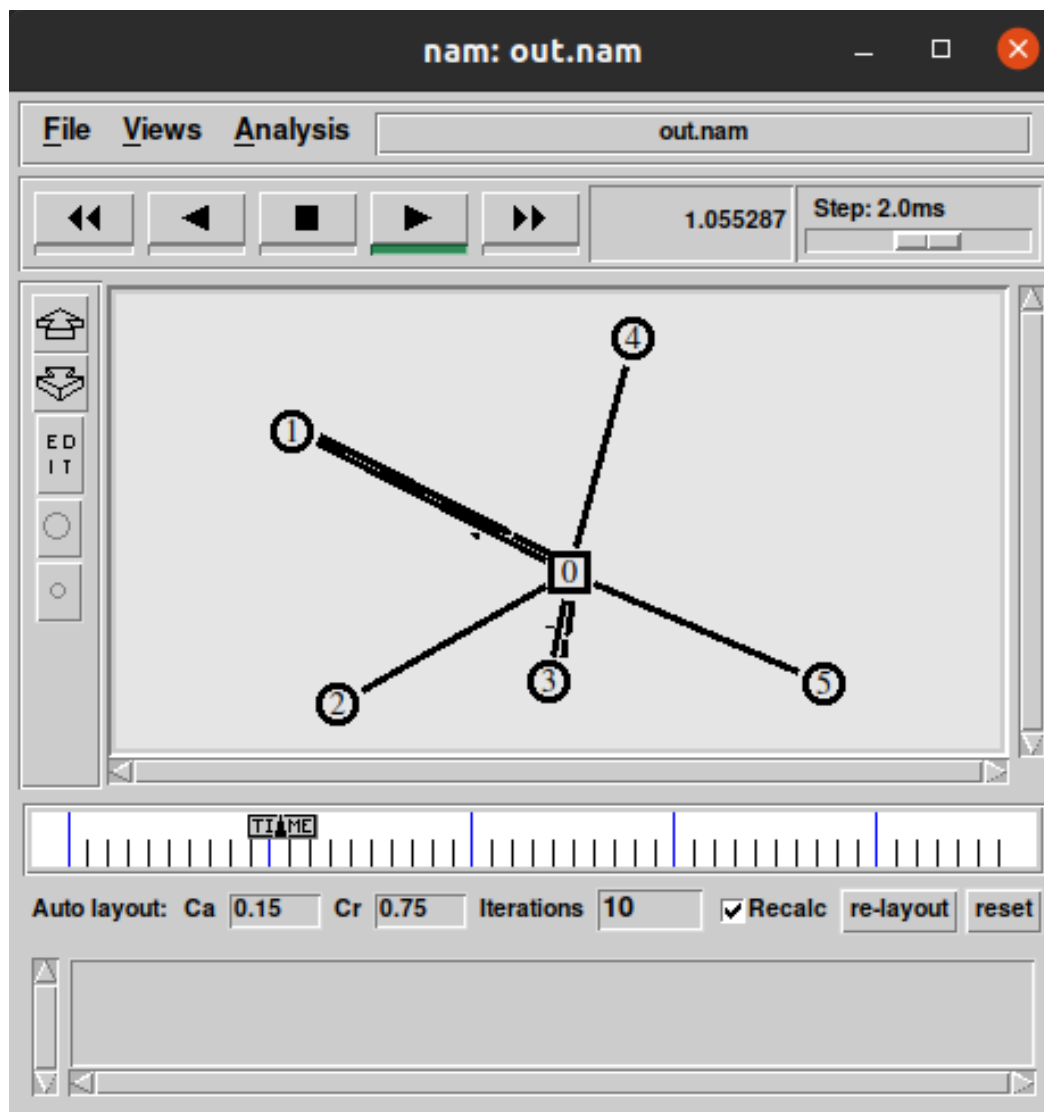 nam: out.nam
File Views Analysis out.nam
1.055287 Step: 2.0ms
4
1
ED
IT
0
3
5
2
TIME
Auto layout: Ca 0.15 Cr 0.75 Iterations 10 Recalc re-layout reset